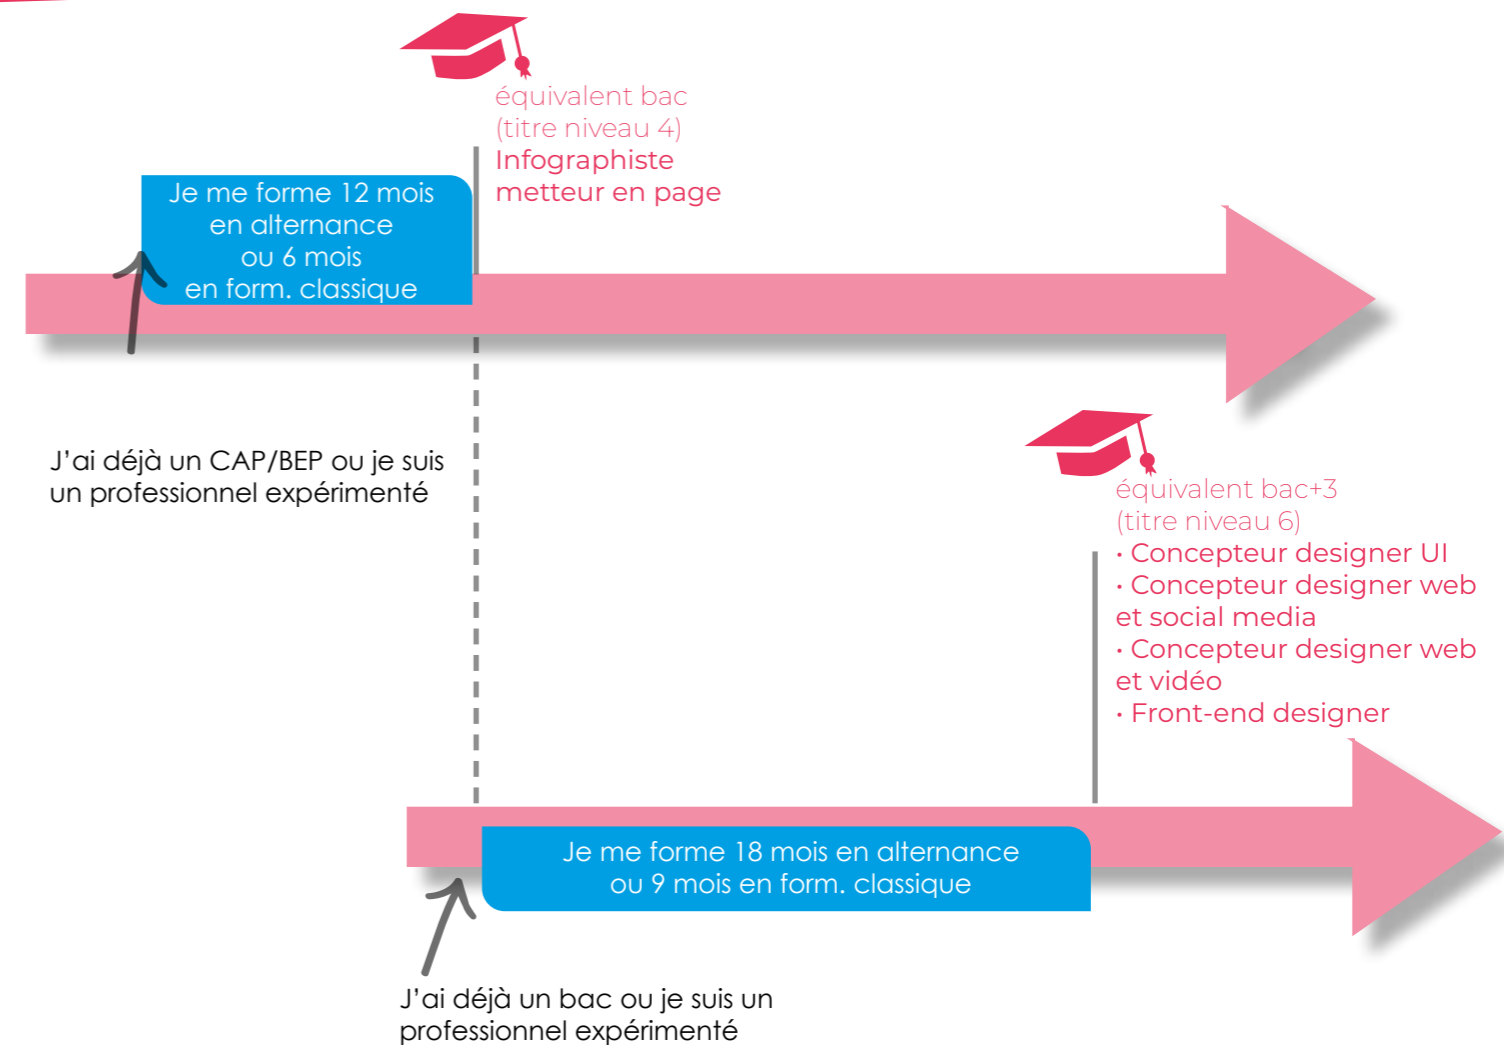 équivalent bac
(titre niveau 4)
Infographiste
metteur en page
Je me forme 12 mois
en alternance
ou 6 mois
en form. classique
J’ai déjà un CAP/BEP ou je suis
un professionnel expérimenté
équivalent bac+3
(titre niveau 6)
• Concepteur designer UI
• Concepteur designer web
et social media
• Concepteur designer web
et vidéo
• Front-end designer
Je me forme 18 mois en alternance
ou 9 mois en form. classique
J’ai déjà un bac ou je suis un
professionnel expérimenté